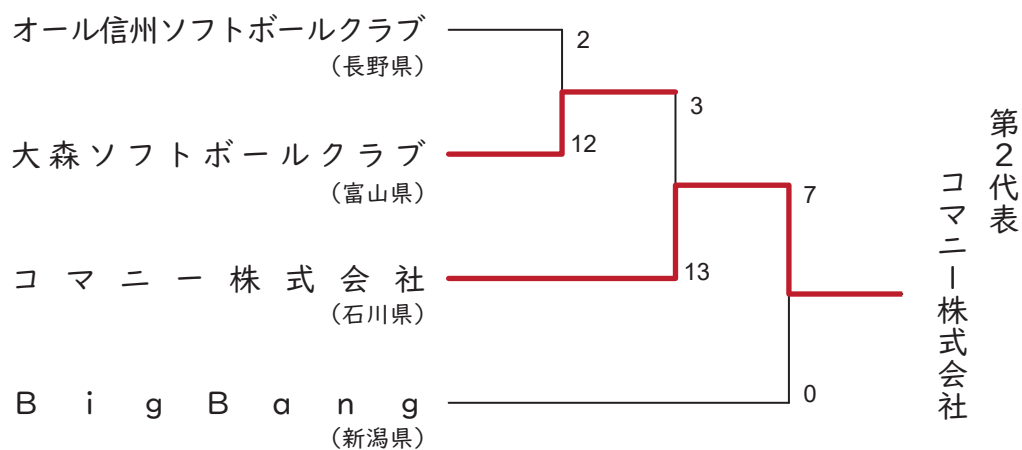 オール信州ソフトボールクラブ
（長野県）
2
大森ソフトボールクラブ
（富山県）
12
3
コマニー株式会社
（石川県）
13
7
BigBang
（新潟県）
0
第2代表
コマニー株式会社